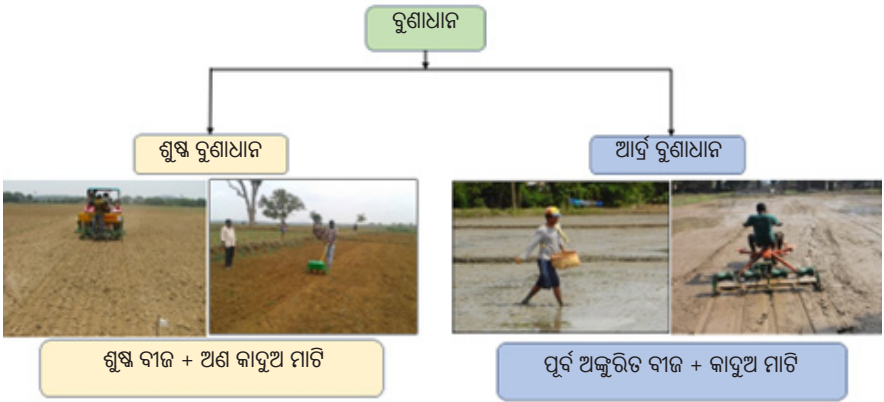 ବୁଣାଧାନ
ଶୁଷ୍କ ବୁଣାଧାନ
ଆର୍ଦ୍ର ବୁଣାଧାନ
ଶୁଷ୍କ ବୀଜ + ଅଣ କାଦୁଅ ମାଟି
ପୂର୍ବ ଅଙ୍କୁରିତ ବୀଜ + କାଦୁଅ ମାଟି